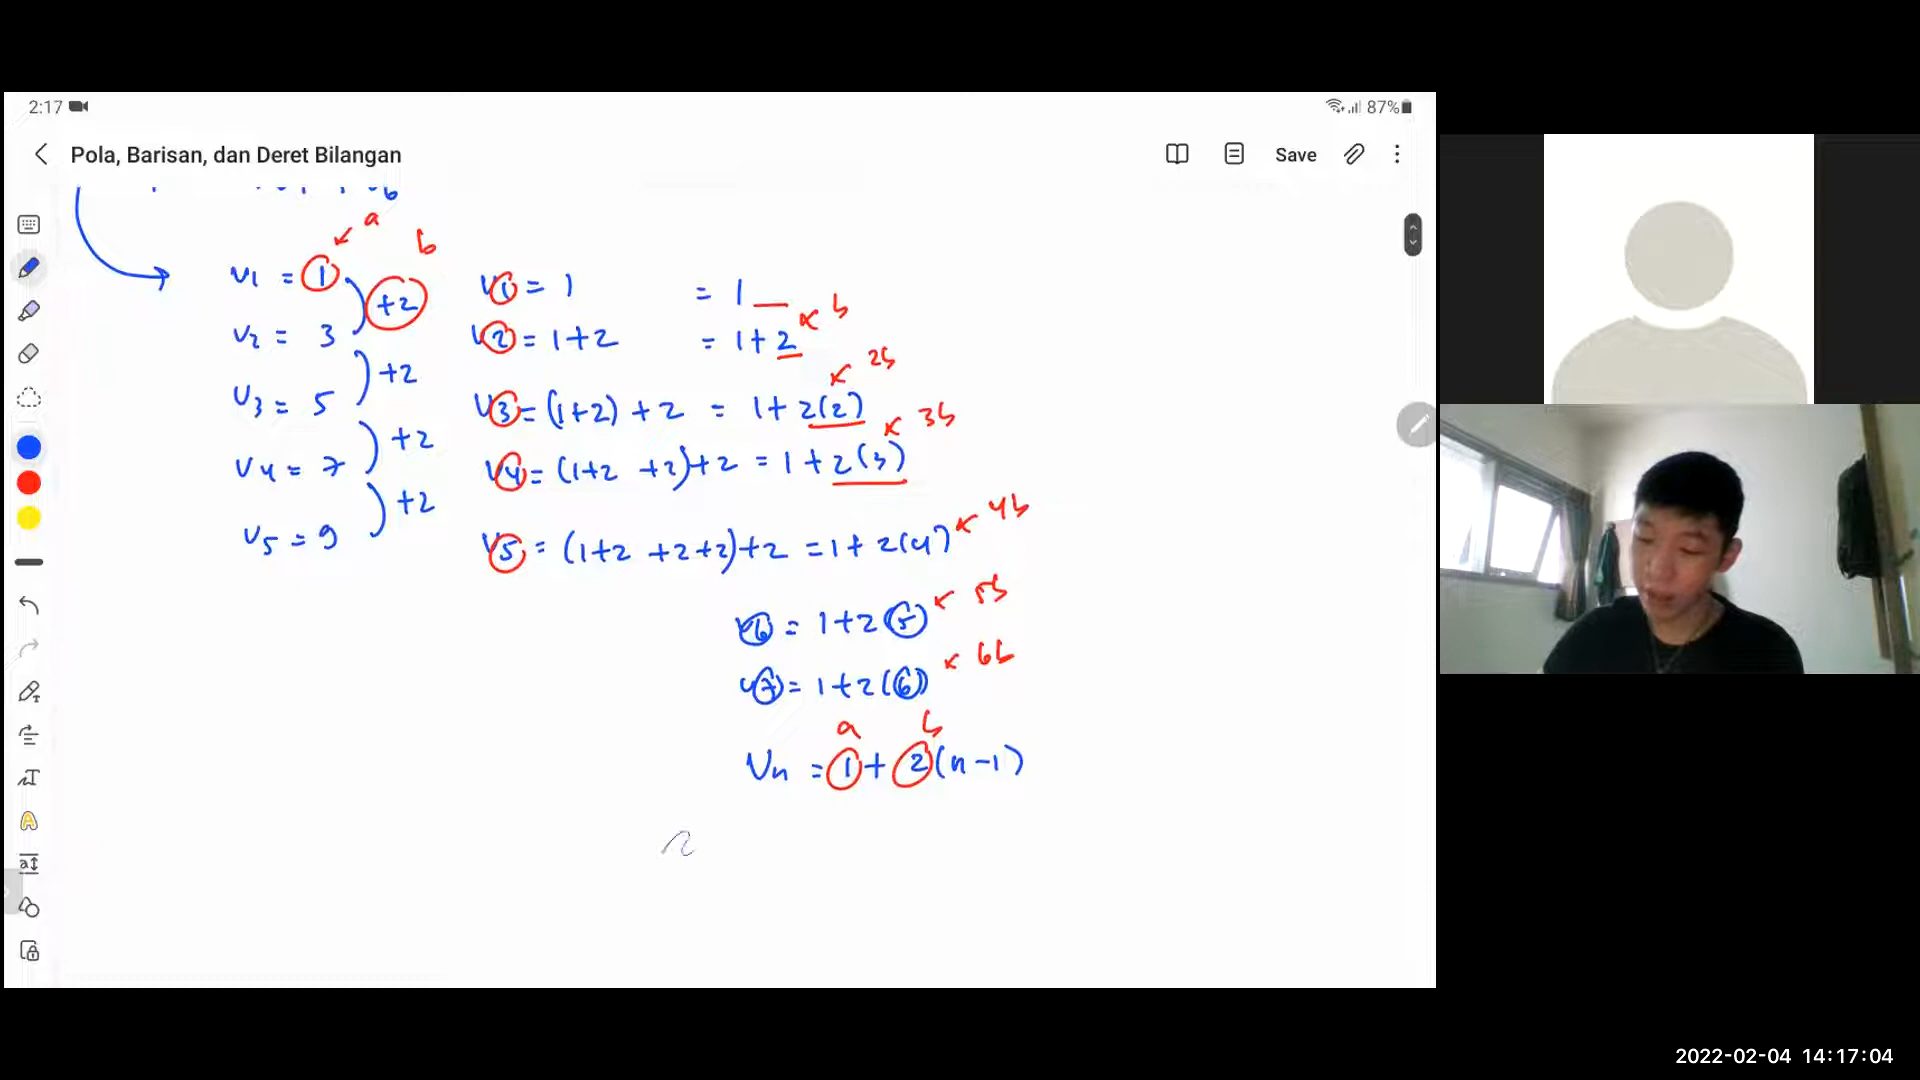 2:17 87%
Pola, Barisan, dan Deret Bilangan Save
a
b
U1 = 1 +2 U1 = 1 = 1
U2 = 3 U2 = 1+2 = 1+2 b
+2
U3 = 5 U3 = (1+2) + 2 = 1+2(2) 2b
+2
U4 = 7 U4 = (1+2 +2)+2 = 1+2(3) 3b
+2
U5 = 9 U5 = (1+2 +2+2)+2 = 1+2(4) 4b
U6 = 1+2(5) 5b
U7 = 1+2(6) 6b
a b
Un = 1 + 2(n-1)
2022-02-04 14:17:04